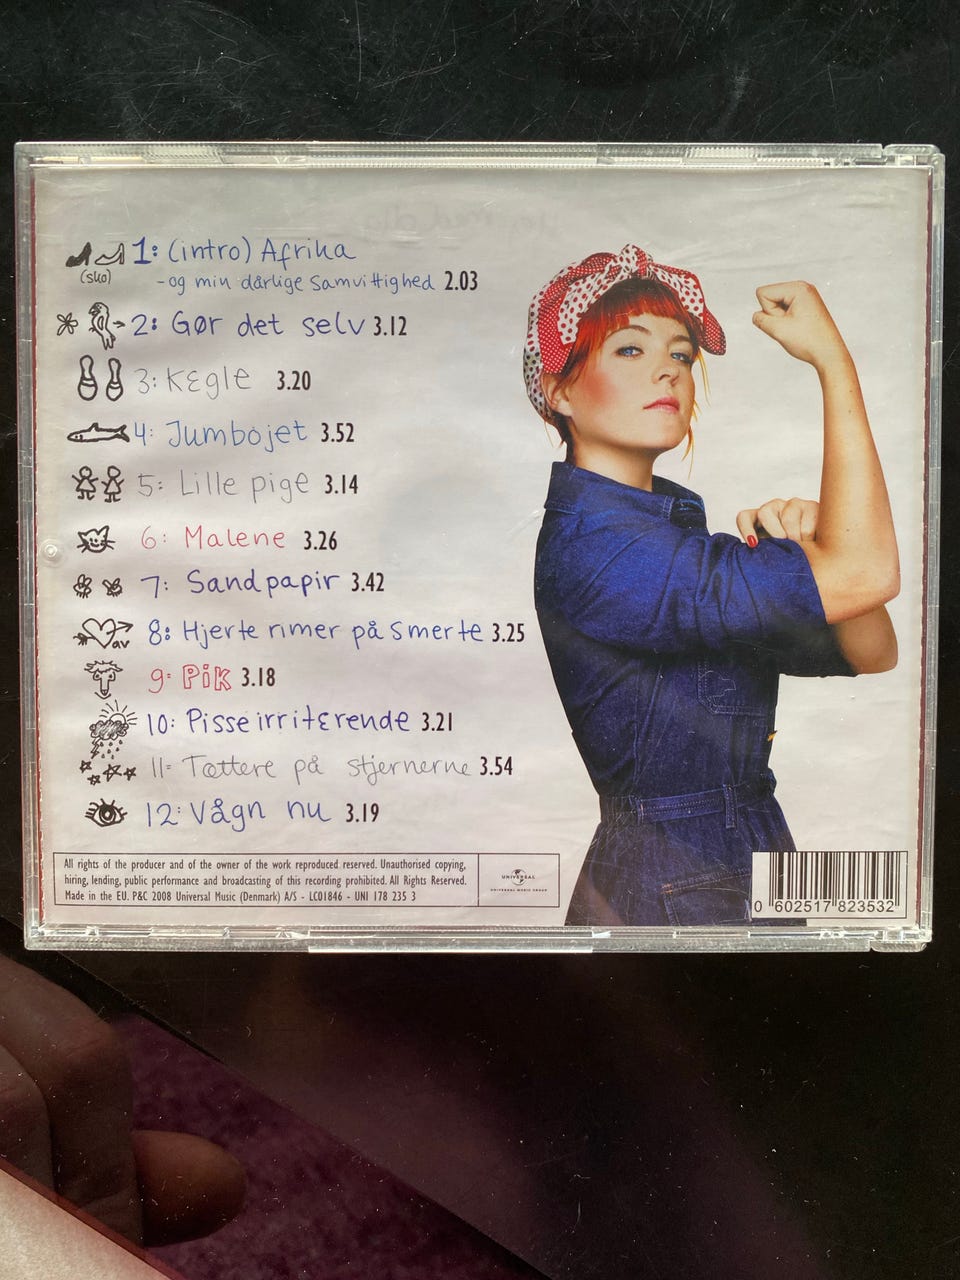 1: (intro) Afrika
(sko)
- og min dårlige samvittighed 2.03
2: Gør det selv 3.12
3: Kegle 3.20
4: Jumbojet 3.52
5: Lille pige 3.14
6: Malene 3.26
7: Sandpapir 3.42
8: Hjerte rimer på smerte 3.25
av
9: Pik 3.18
10: Pisseirriterende 3.21
11: Tættere på stjernerne 3.54
12: Vågn nu 3.19
All rights of the producer and of the owner of the work reproduced reserved. Unauthorised copying,
hiring, lending, public performance and broadcasting of this recording prohibited. All Rights Reserved.
Made in the EU. P&C 2008 Universal Music (Denmark) A/S - LC01846 - UNI 178 235 3
UNIVERSAL
UNIVERSAL MUSIC GROUP
0 602517 823532